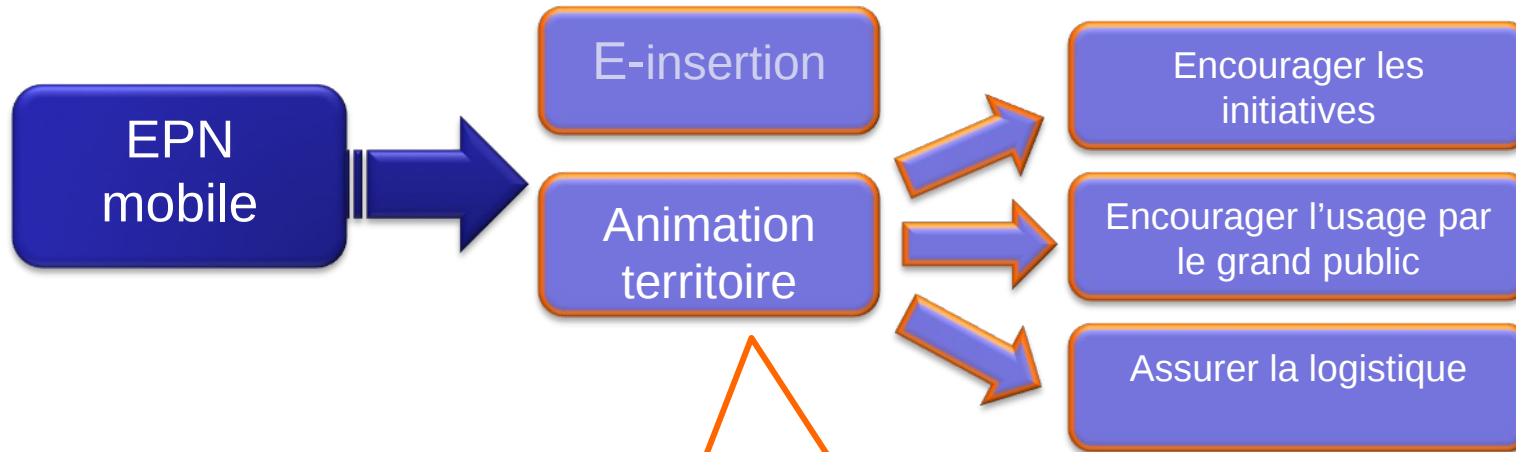 EPN
mobile
E-insertion
Animation
territoire
Encourager les
initiatives
Encourager l’usage par
le grand public
Assurer la logistique